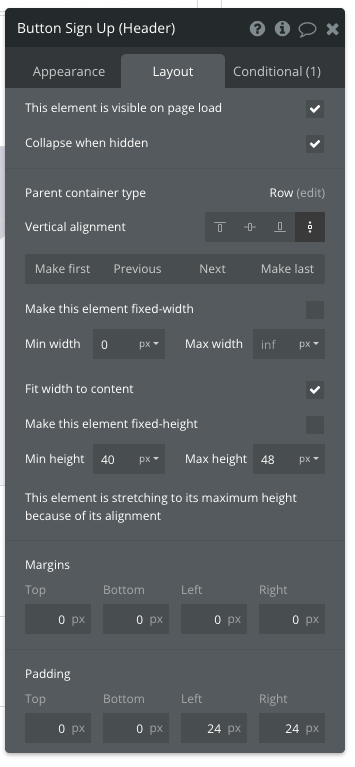 Button Sign Up (Header)
Appearance Layout Conditional (1)
This element is visible on page load
Collapse when hidden
Parent container type Row (edit)
Vertical alignment
Make first Previous Next Make last
Make this element fixed-width
Min width 0 px Max width inf px
Fit width to content
Make this element fixed-height
Min height 40 px Max height 48 px
This element is stretching to its maximum height
because of its alignment
Margins
Top Bottom Left Right
0 px 0 px 0 px 0 px
Padding
Top Bottom Left Right
0 px 0 px 24 px 24 px